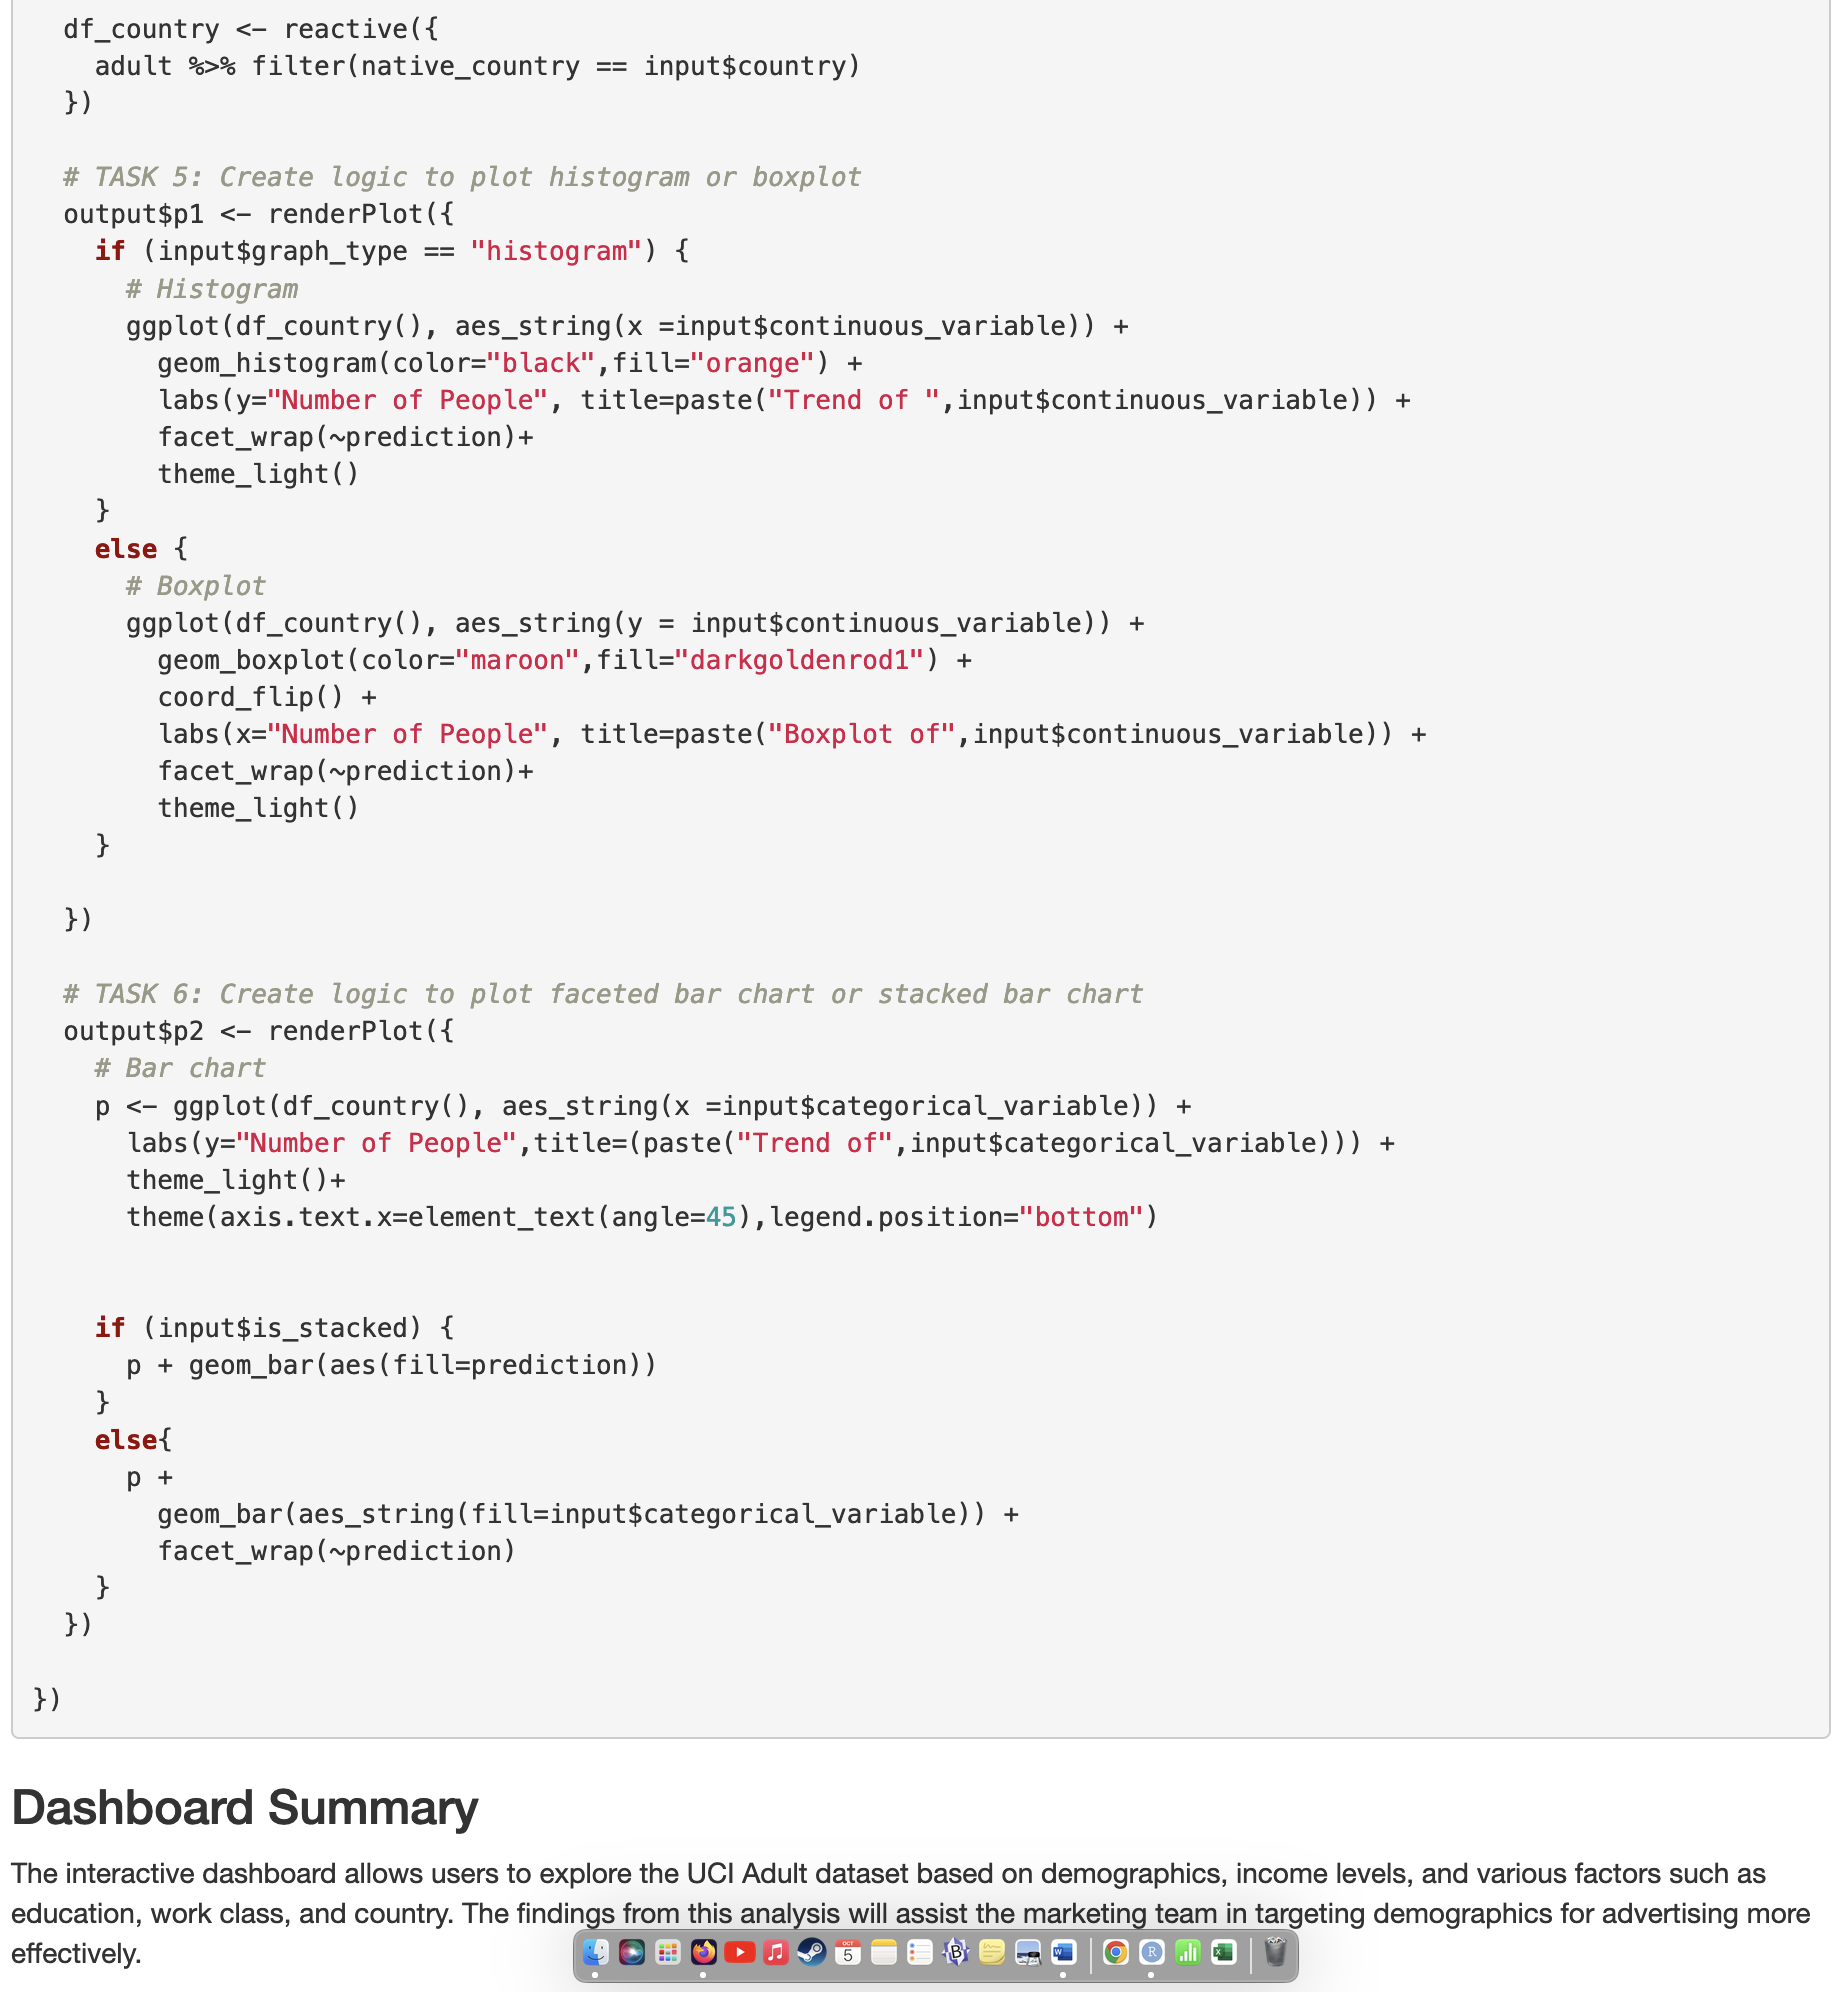 df_country <- reactive({
  adult %>% filter(native_country == input$country)
})

# TASK 5: Create logic to plot histogram or boxplot
output$p1 <- renderPlot({
  if (input$graph_type == "histogram") {
    # Histogram
    ggplot(df_country(), aes_string(x =input$continuous_variable)) +
      geom_histogram(color="black",fill="orange") +
      labs(y="Number of People", title=paste("Trend of ",input$continuous_variable)) +
      facet_wrap(~prediction)+
      theme_light()
  }
  else {
    # Boxplot
    ggplot(df_country(), aes_string(y = input$continuous_variable)) +
      geom_boxplot(color="maroon",fill="darkgoldenrod1") +
      coord_flip() +
      labs(x="Number of People", title=paste("Boxplot of",input$continuous_variable)) +
      facet_wrap(~prediction)+
      theme_light()
  }

})

# TASK 6: Create logic to plot faceted bar chart or stacked bar chart
output$p2 <- renderPlot({
  # Bar chart
  p <- ggplot(df_country(), aes_string(x =input$categorical_variable)) +
    labs(y="Number of People",title=(paste("Trend of",input$categorical_variable))) +
    theme_light()+
    theme(axis.text.x=element_text(angle=45),legend.position="bottom")


  if (input$is_stacked) {
    p + geom_bar(aes(fill=prediction))
  }
  else{
    p +
      geom_bar(aes_string(fill=input$categorical_variable)) +
      facet_wrap(~prediction)
  }
})

})
Dashboard Summary
The interactive dashboard allows users to explore the UCI Adult dataset based on demographics, income levels, and various factors such as
education, work class, and country. The findings from this analysis will assist the marketing team in targeting demographics for advertising more
effectively.
OCT
5
B
W
R
X